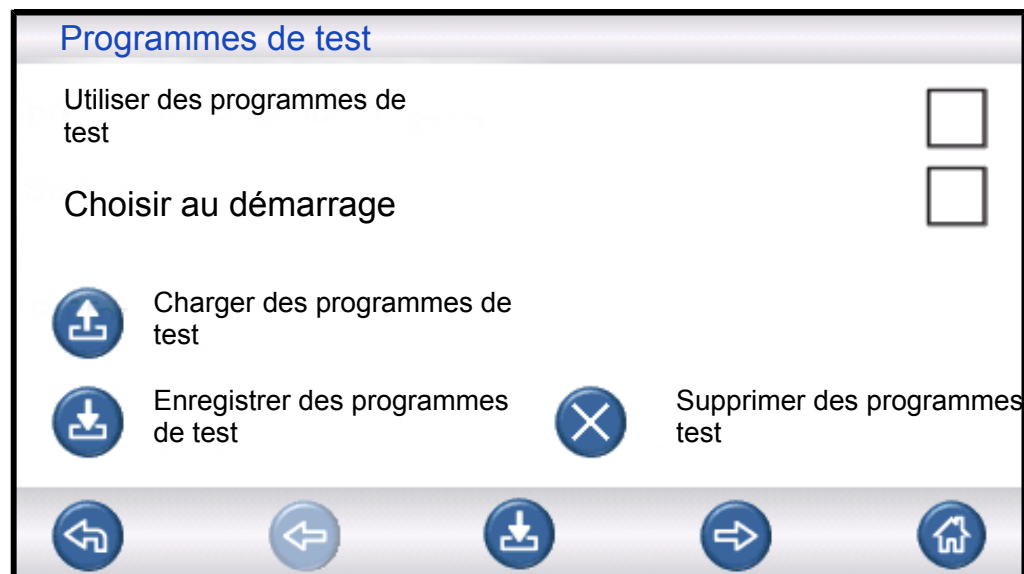 Programmes de test
Utiliser des programmes de
test
Choisir au démarrage
Charger des programmes de
test
Enregistrer des programmes
de test
Supprimer des programmes
test